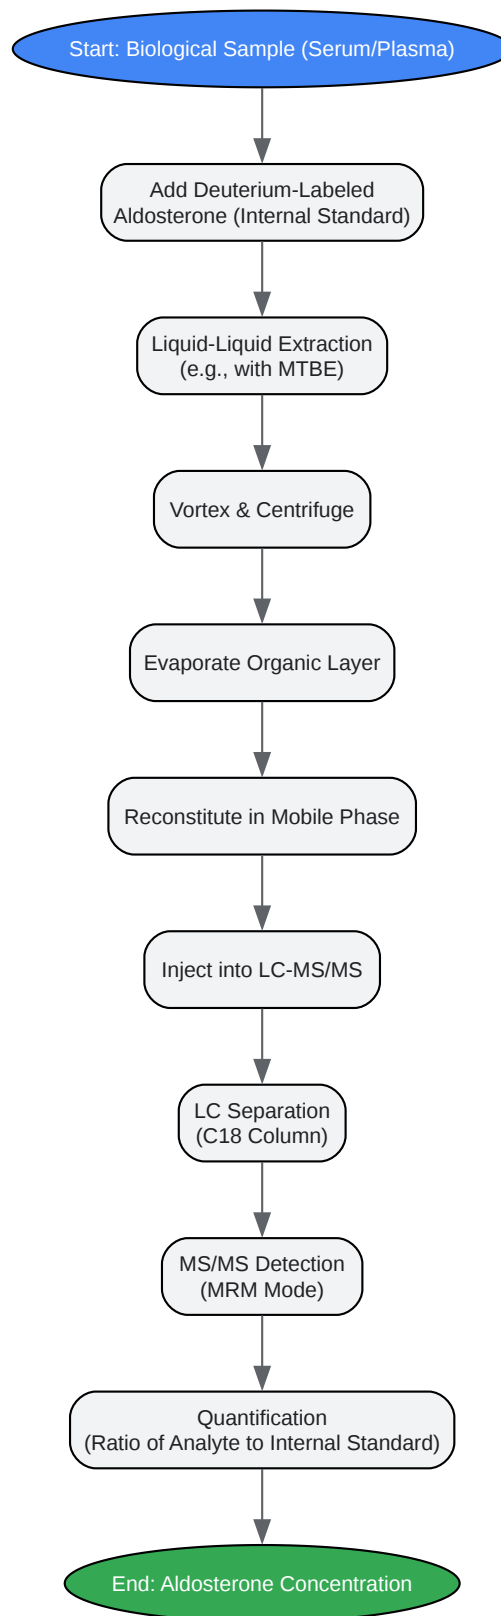 Start: Biological Sample (Serum/Plasma)
Add Deuterium-Labeled
Aldosterone (Internal Standard)
Liquid-Liquid Extraction
(e.g., with MTBE)
Vortex & Centrifuge
Evaporate Organic Layer
Reconstitute in Mobile Phase
Inject into LC-MS/MS
LC Separation
(C18 Column)
MS/MS Detection
(MRM Mode)
Quantification
(Ratio of Analyte to Internal Standard)
End: Aldosterone Concentration